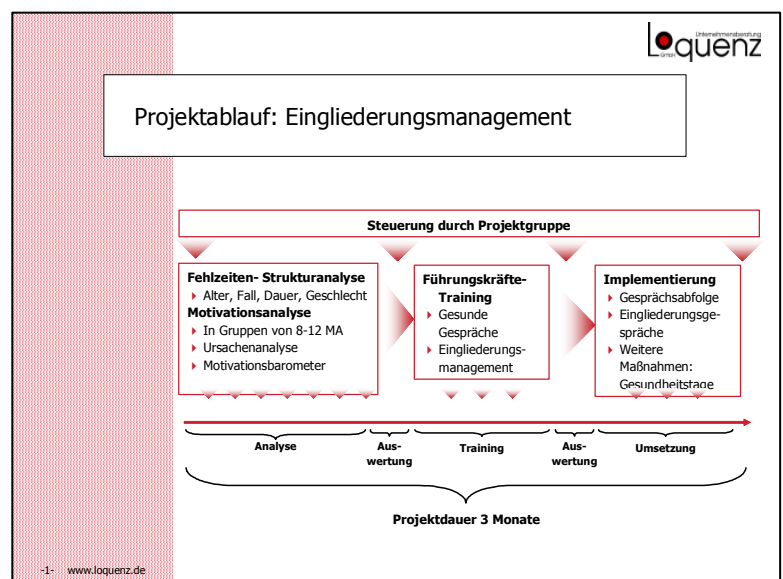 Unternehmensberatung
Loquenz
GmbH
Projektablauf: Eingliederungsmanagement
Steuerung durch Projektgruppe
Fehlzeiten- Strukturanalyse
Alter, Fall, Dauer, Geschlecht
Motivationsanalyse
In Gruppen von 8-12 MA
Ursachenanalyse
Motivationsbarometer
Führungskräfte-
Training
Gesunde
Gespräche
Eingliederungs-
management
Implementierung
Gesprächsabfolge
Eingliederungsge-
spräche
Weitere
Maßnahmen:
Gesundheitstage
Analyse
Aus-
wertung
Training
Aus-
wertung
Umsetzung
Projektdauer 3 Monate
-1- www.loquenz.de